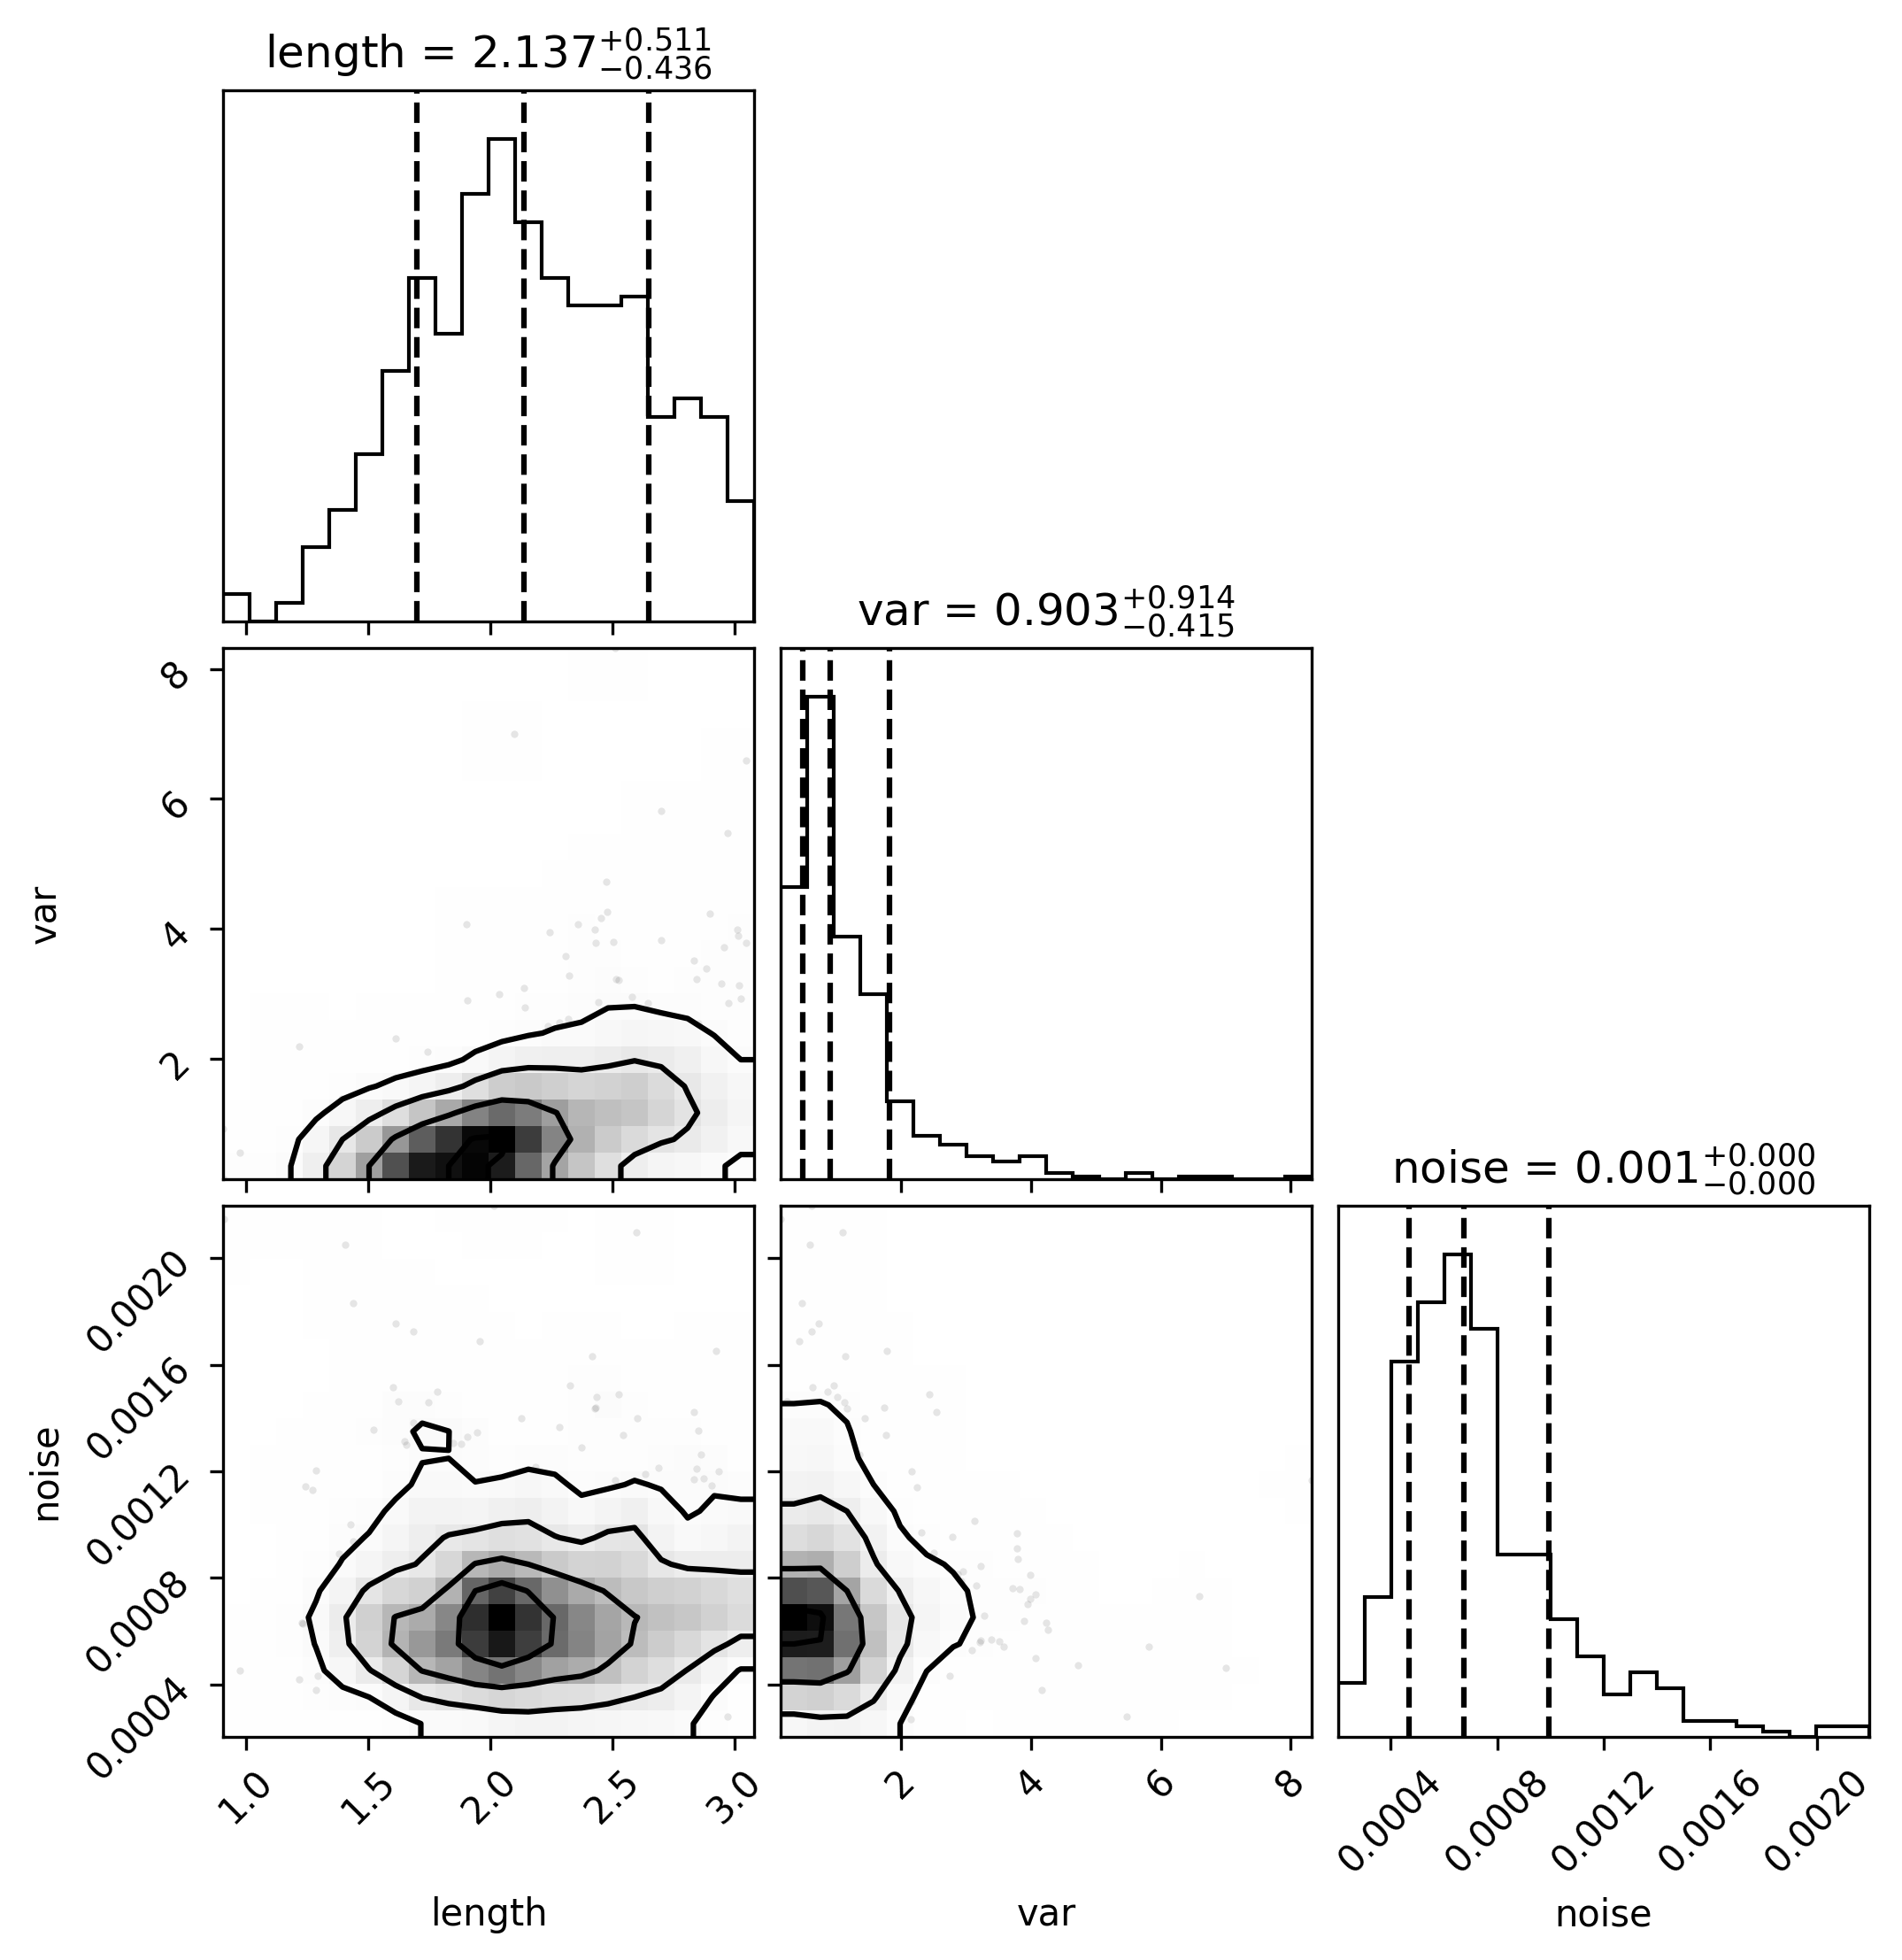 length = 2.137+0.511−0.436
var = 0.903+0.914−0.415
8
6
4
2
var
noise = 0.001+0.000−0.000
0.0020
0.0016
0.0012
0.0008
0.0004
noise
1.0 1.5 2.0 2.5 3.0
2 4 6 8
0.0004 0.0008 0.0012 0.0016 0.0020
length var noise